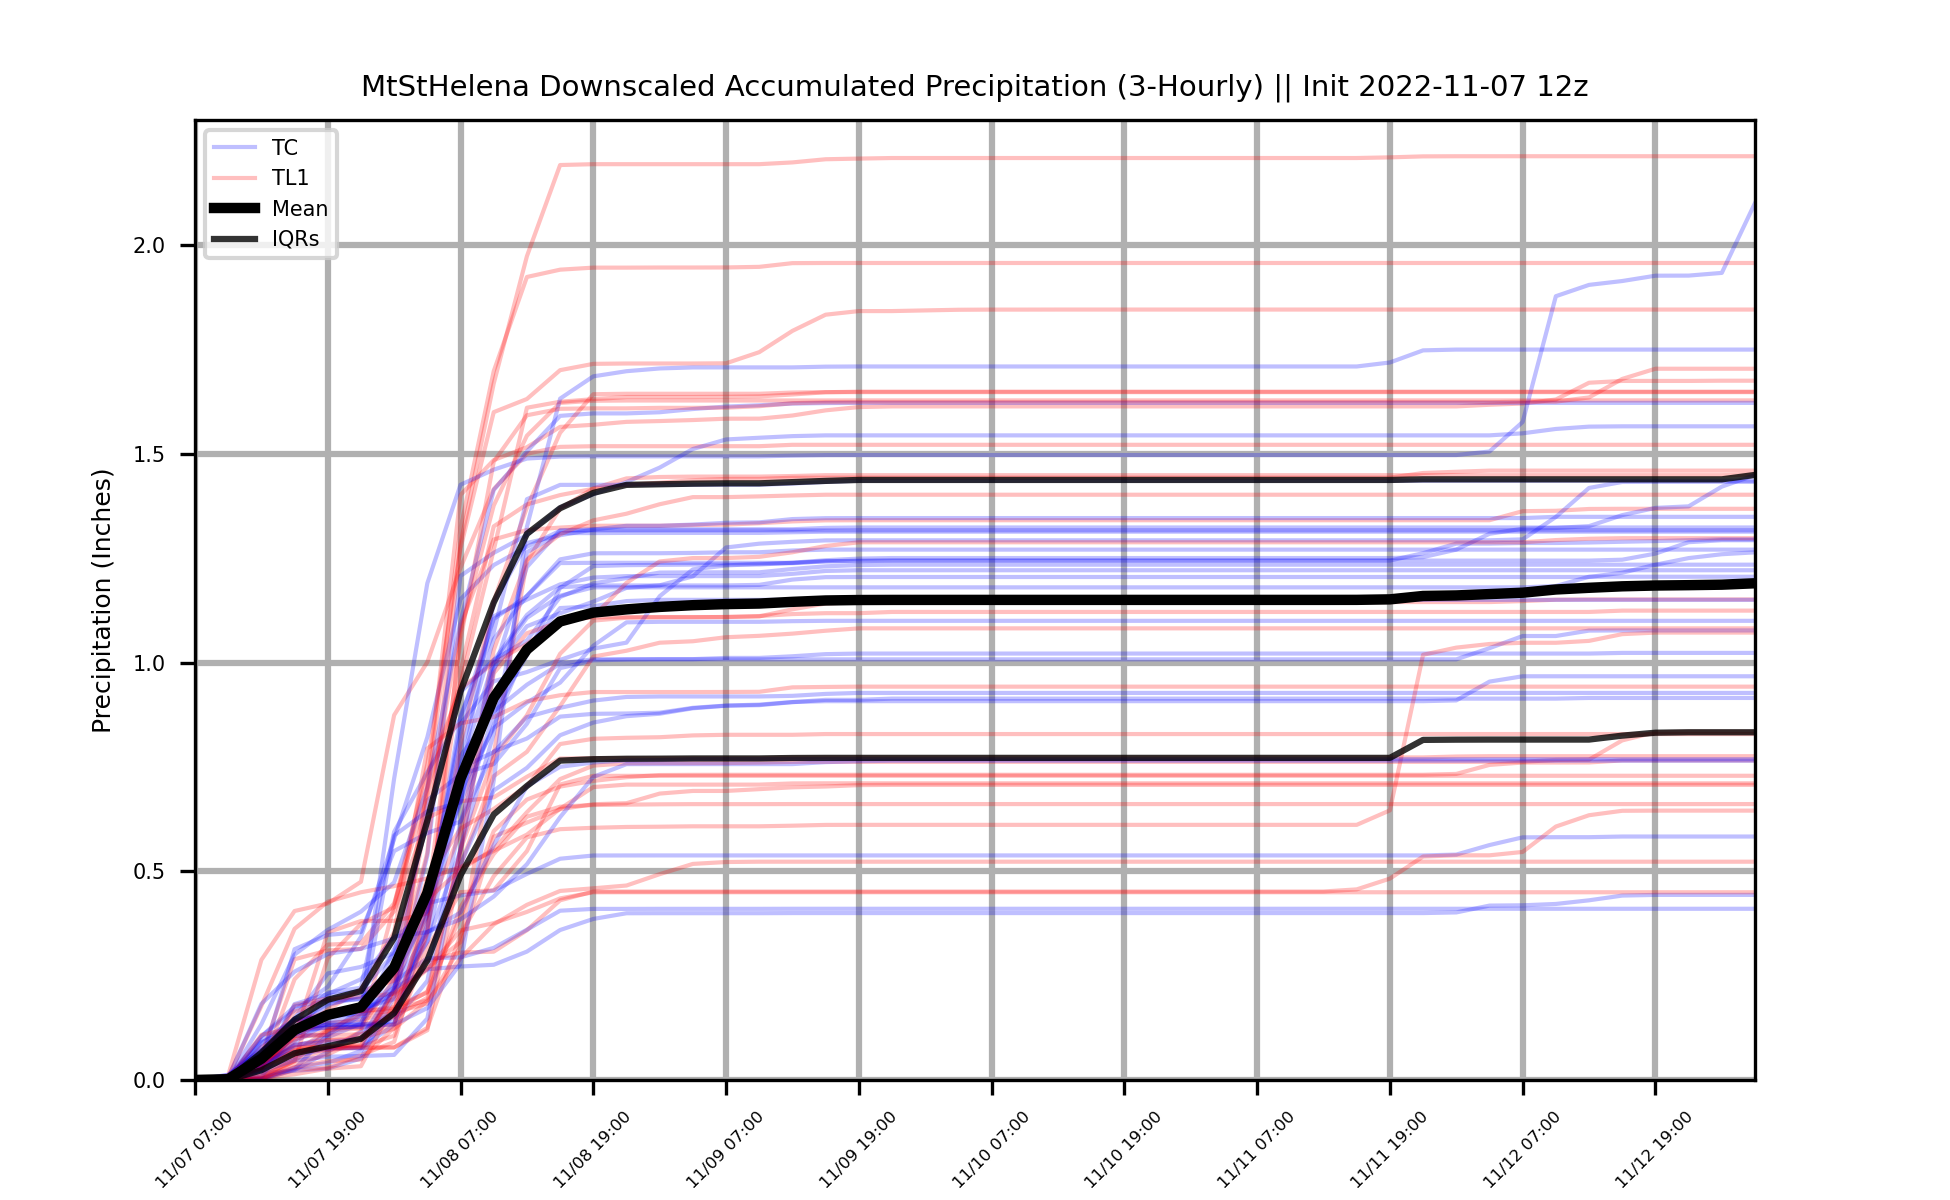 MtStHelena Downscaled Accumulated Precipitation (3-Hourly) || Init 2022-11-07 12z
TC
TL1
Mean
IQRs
Precipitation (Inches)
2.0
1.5
1.0
0.5
0.0
11/07 07:00
11/07 19:00
11/08 07:00
11/08 19:00
11/09 07:00
11/09 19:00
11/10 07:00
11/10 19:00
11/11 07:00
11/11 19:00
11/12 07:00
11/12 19:00